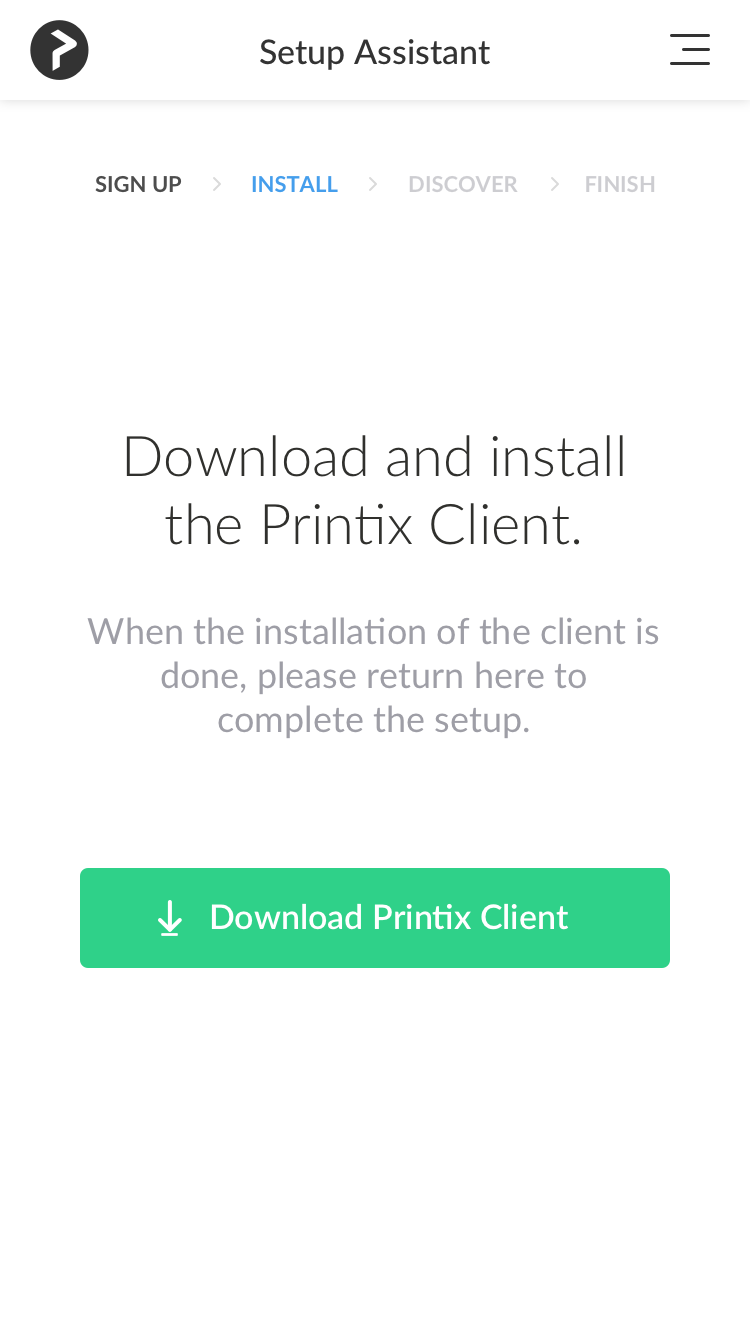 Setup Assistant
SIGN UP > INSTALL > DISCOVER > FINISH
Download and install
the Printix Client.
When the installation of the client is
done, please return here to
complete the setup.
Download Printix Client